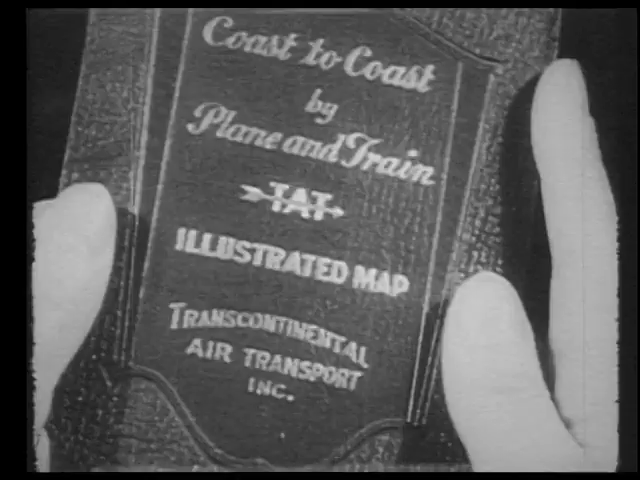 Coast to Coast
by
Plane and Train
TAT
ILLUSTRATED MAP
TRANSCONTINENTAL
AIR TRANSPORT
INC.